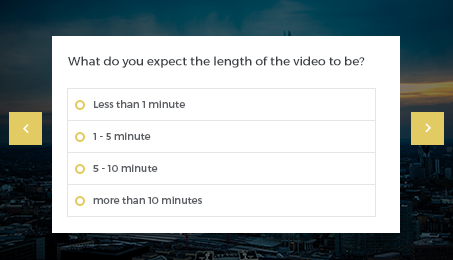 What do you expect the length of the video to be?
Less than 1 minute
1 - 5 minute
5 - 10 minute
more than 10 minutes